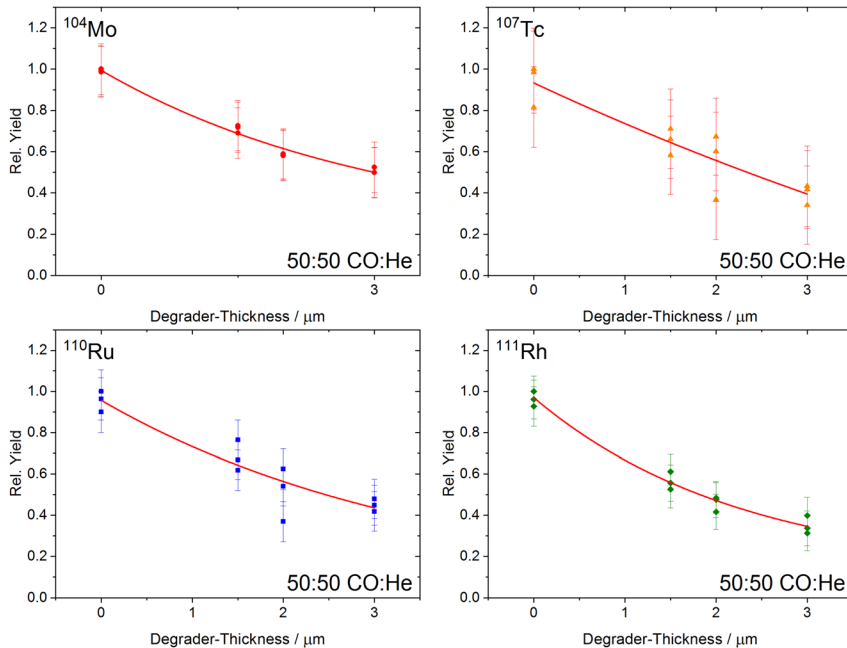 ¹⁰⁴Mo
Rel. Yield
1.2
1.0
0.8
0.6
0.4
0.2
0.0
50:50 CO:He
0 2 3
Degrader-Thickness / μm
¹⁰⁷Tc
Rel. Yield
1.2
1.0
0.8
0.6
0.4
0.2
0.0
50:50 CO:He
0 1 2 3
Degrader-Thickness / μm
¹¹⁰Ru
Rel. Yield
1.2
1.0
0.8
0.6
0.4
0.2
0.0
50:50 CO:He
0 1 2 3
Degrader-Thickness / μm
¹¹¹Rh
Rel. Yield
1.2
1.0
0.8
0.6
0.4
0.2
0.0
50:50 CO:He
0 1 2 3
Degrader-Thickness / μm